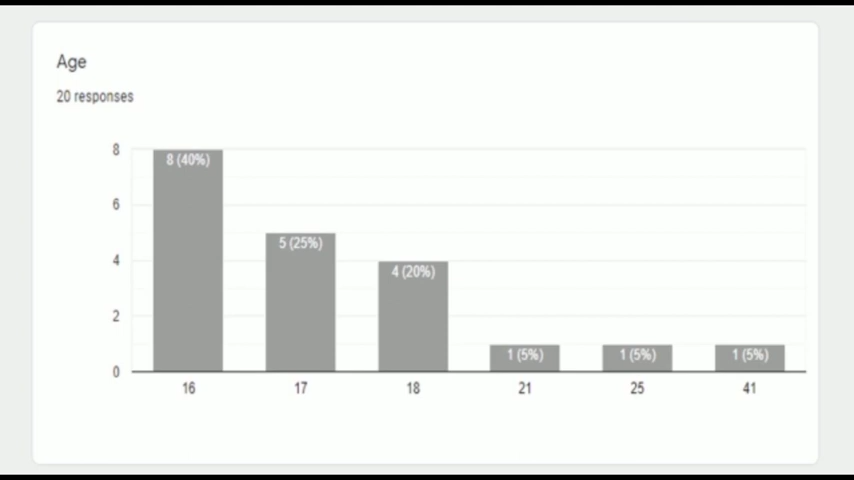 Age
20 responses
8
8 (40%)
6
5 (25%)
4
4 (20%)
2
1 (5%) 1 (5%) 1 (5%)
0
16 17 18 21 25 41